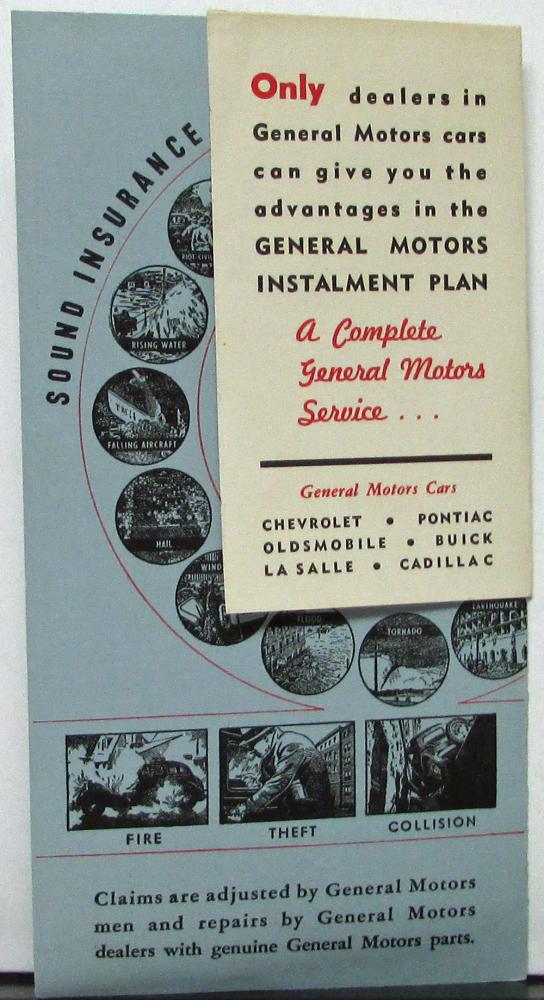 SOUND INSURANCE
Only dealers in
General Motors cars
can give you the
advantages in the
GENERAL MOTORS
INSTALMENT PLAN
A Complete
General Motors
Service . . .
General Motors Cars
CHEVROLET • PONTIAC
OLDSMOBILE • BUICK
LA SALLE • CADILLAC
RISING WATER
FALLING AIRCRAFT
HAIL
WIND
FLOOD
TORNADO
EARTHQUAKE
FIRE
THEFT
COLLISION
Claims are adjusted by General Motors
men and repairs by General Motors
dealers with genuine General Motors parts.